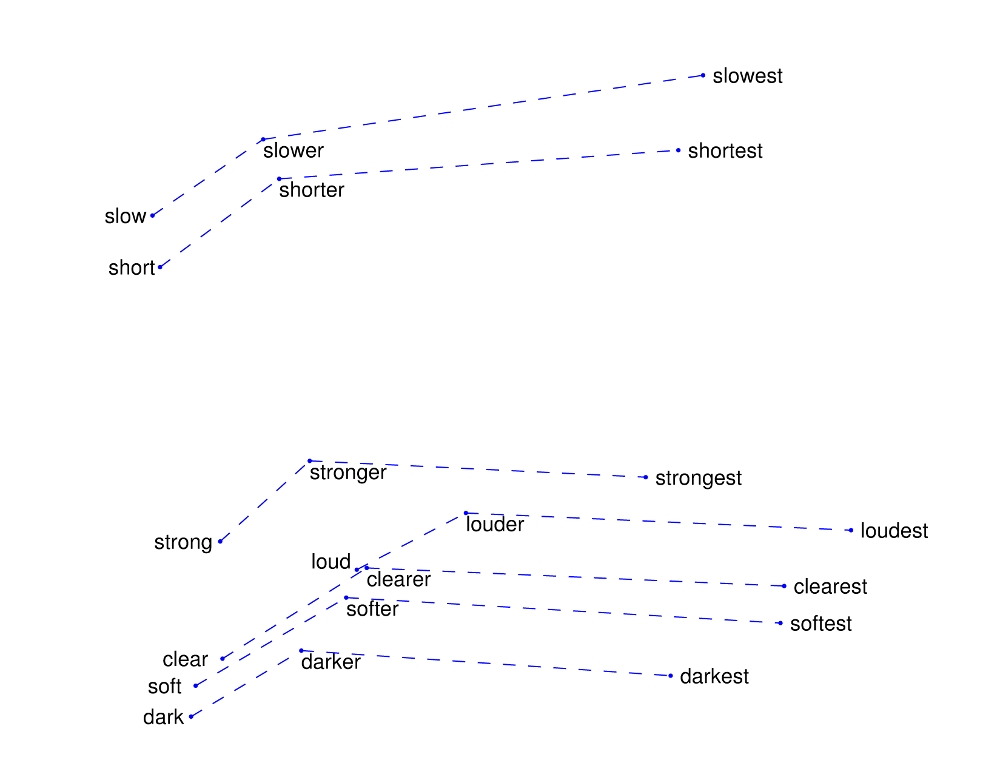 slowest
slower
shortest
shorter
slow
short
stronger
strongest
louder
loudest
strong
loud
clearer
clearest
softer
softest
clear
darker
darkest
soft
dark